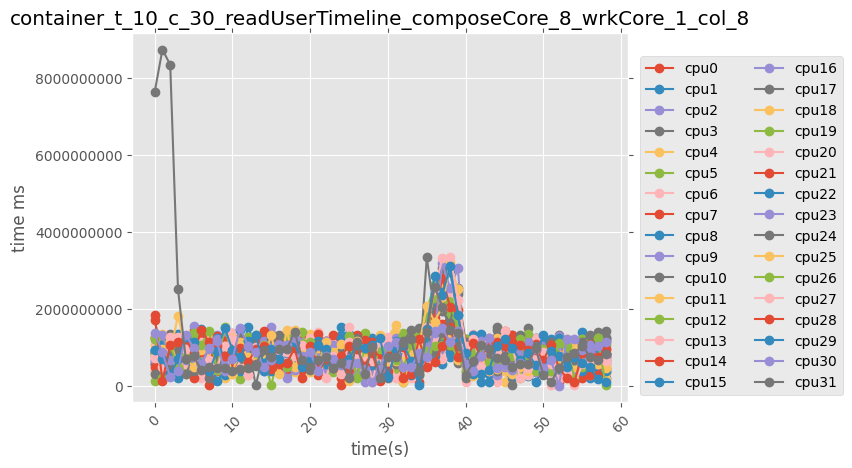 container_t_10_c_30_readUserTimeline_composeCore_8_wrkCore_1_col_8
8000000000
6000000000
4000000000
2000000000
0
time ms
0 10 20 30 40 50 60
time(s)
cpu0 cpu16
cpu1 cpu17
cpu2 cpu18
cpu3 cpu19
cpu4 cpu20
cpu5 cpu21
cpu6 cpu22
cpu7 cpu23
cpu8 cpu24
cpu9 cpu25
cpu10 cpu26
cpu11 cpu27
cpu12 cpu28
cpu13 cpu29
cpu14 cpu30
cpu15 cpu31